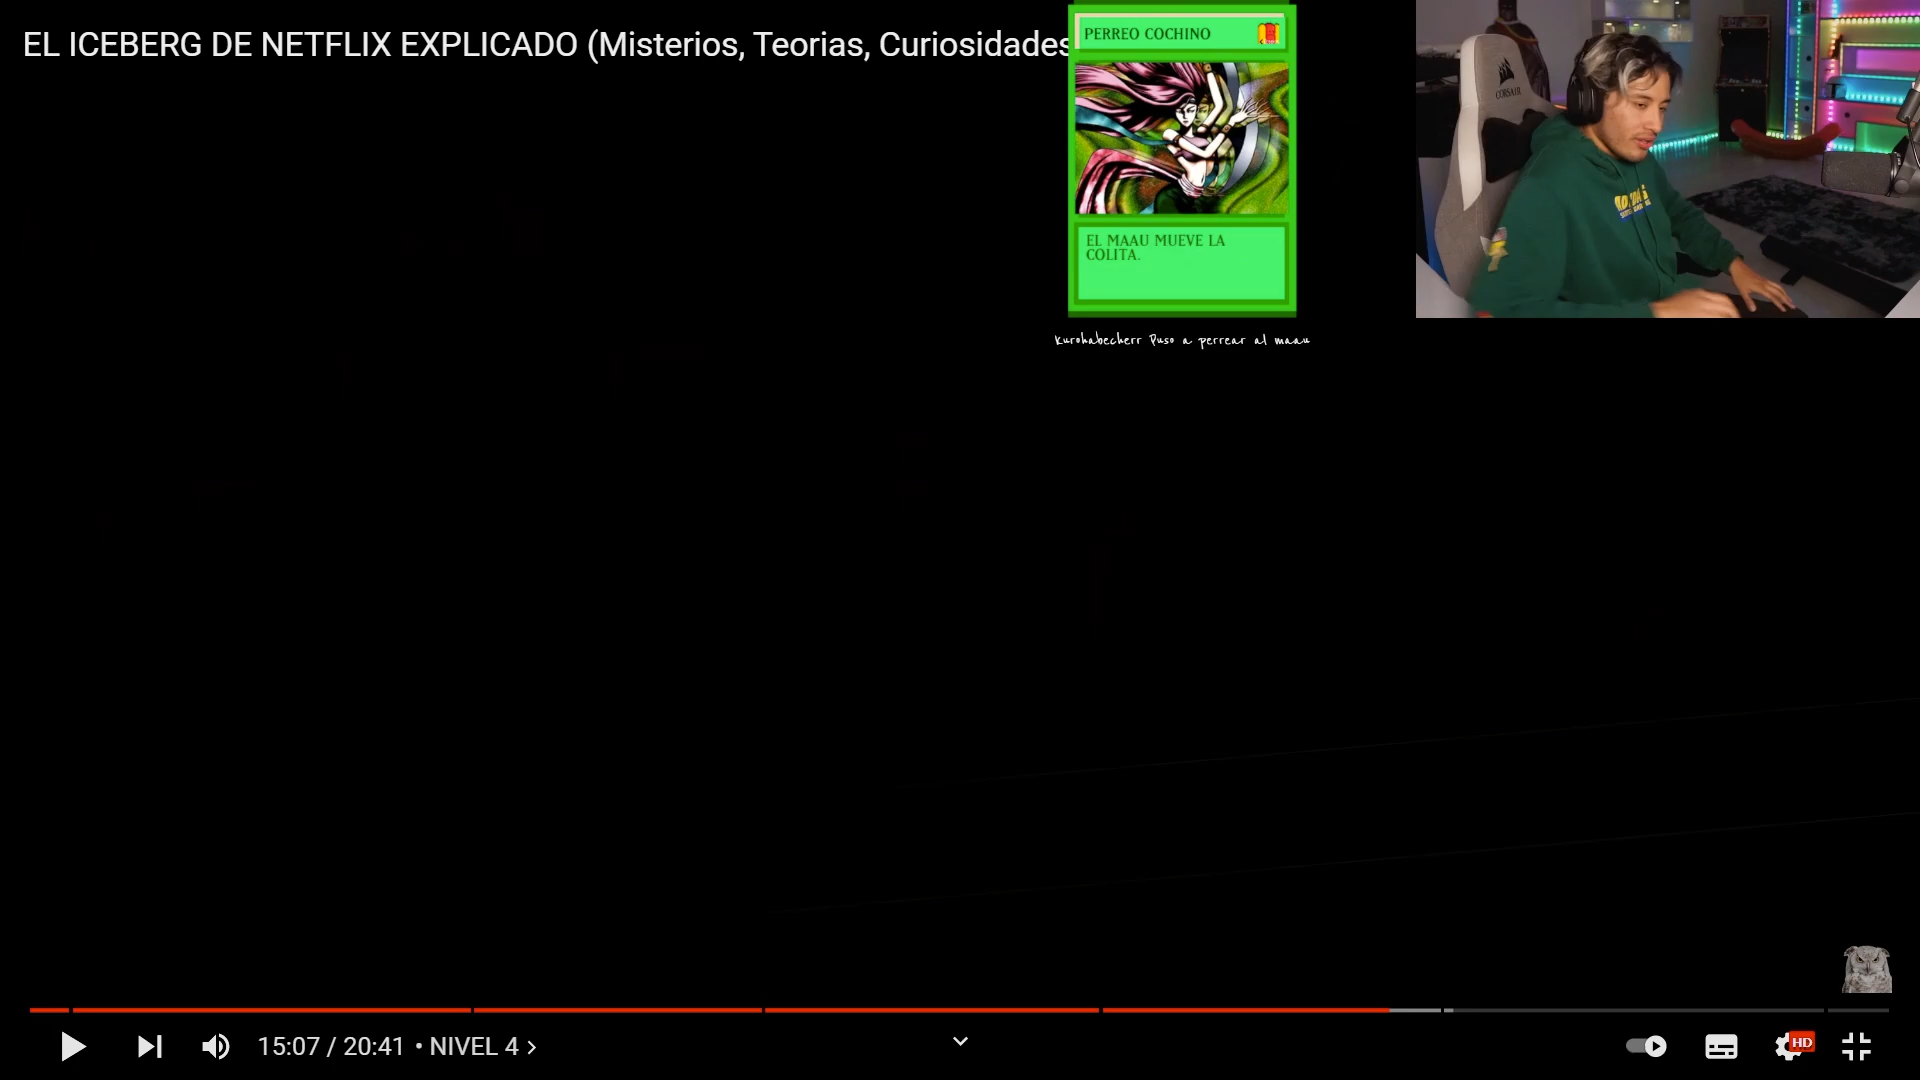 EL ICEBERG DE NETFLIX EXPLICADO (Misterios, Teorias, Curiosidades
PERREO COCHINO
CORSAIR
EL MAAU MUEVE LA
COLITA.
Kurohabecherr Puso a perrear al maau
15:07 / 20:41 • NIVEL 4
HD